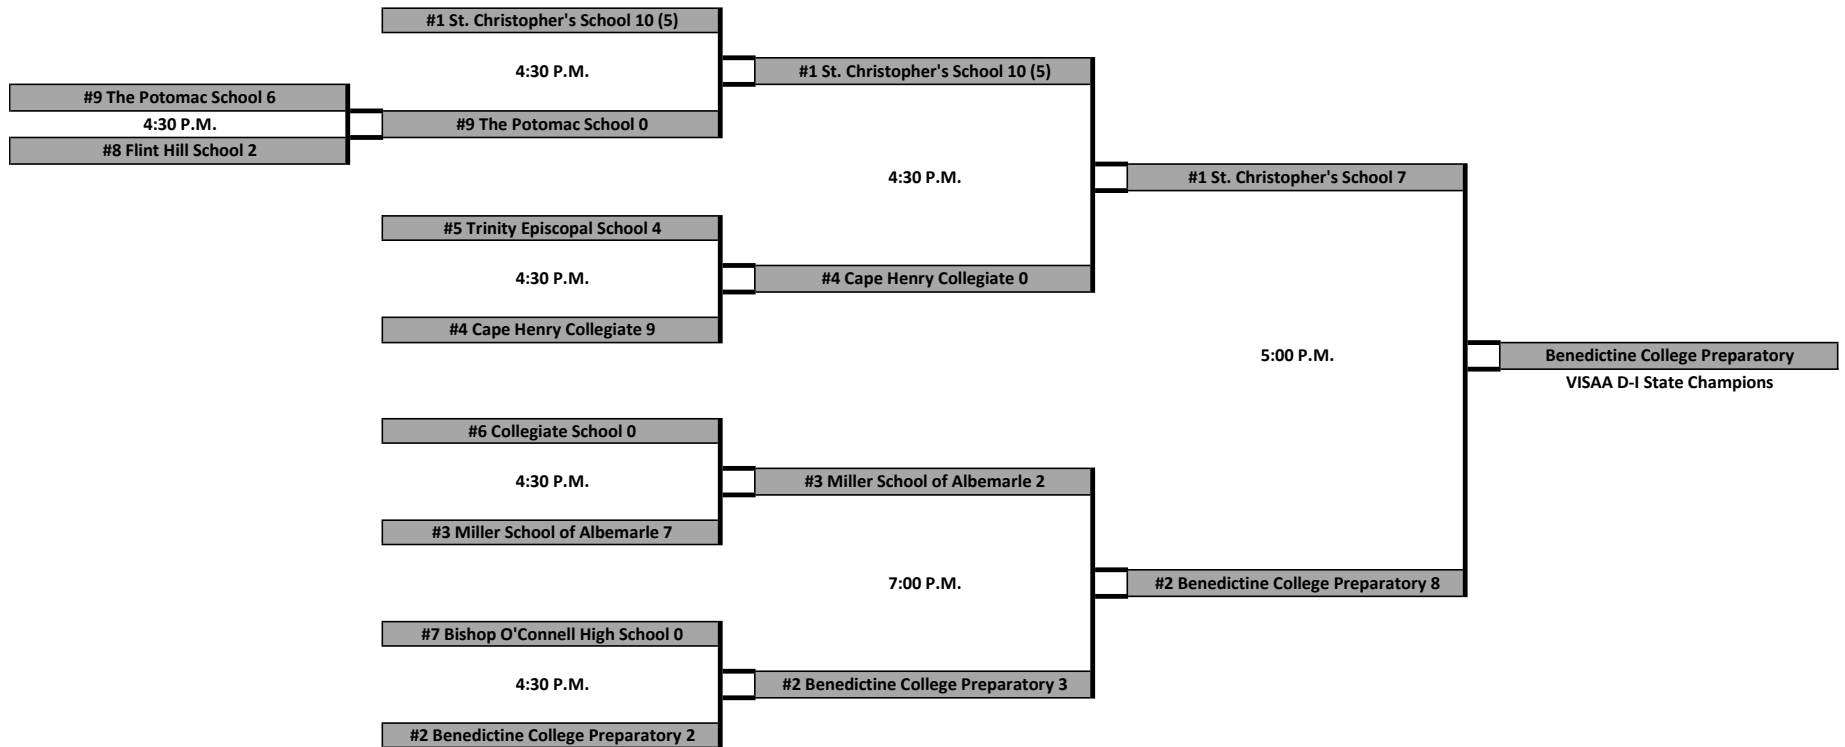 #1 St. Christopher's School 10 (5)
4:30 P.M.
#1 St. Christopher's School 10 (5)
#9 The Potomac School 6
4:30 P.M.
#9 The Potomac School 0
#8 Flint Hill School 2
4:30 P.M.
#1 St. Christopher's School 7
#5 Trinity Episcopal School 4
4:30 P.M.
#4 Cape Henry Collegiate 0
#4 Cape Henry Collegiate 9
5:00 P.M.
Benedictine College Preparatory
VISAA D-I State Champions
#6 Collegiate School 0
4:30 P.M.
#3 Miller School of Albemarle 2
#3 Miller School of Albemarle 7
7:00 P.M.
#2 Benedictine College Preparatory 8
#7 Bishop O'Connell High School 0
4:30 P.M.
#2 Benedictine College Preparatory 3
#2 Benedictine College Preparatory 2